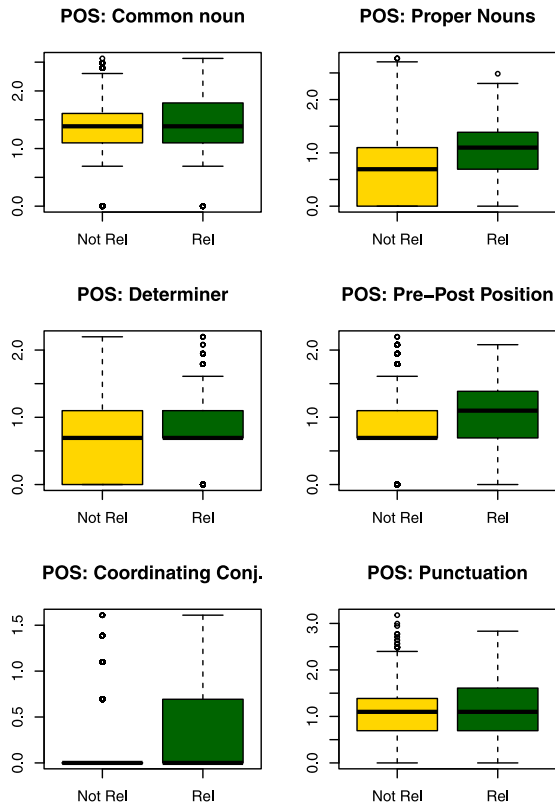 POS: Common noun
0.0 1.0 2.0
Not Rel Rel
POS: Proper Nouns
0.0 1.0 2.0
Not Rel Rel
POS: Determiner
0.0 1.0 2.0
Not Rel Rel
POS: Pre−Post Position
0.0 1.0 2.0
Not Rel Rel
POS: Coordinating Conj.
0.0 0.5 1.0 1.5
Not Rel Rel
POS: Punctuation
0.0 1.0 2.0 3.0
Not Rel Rel